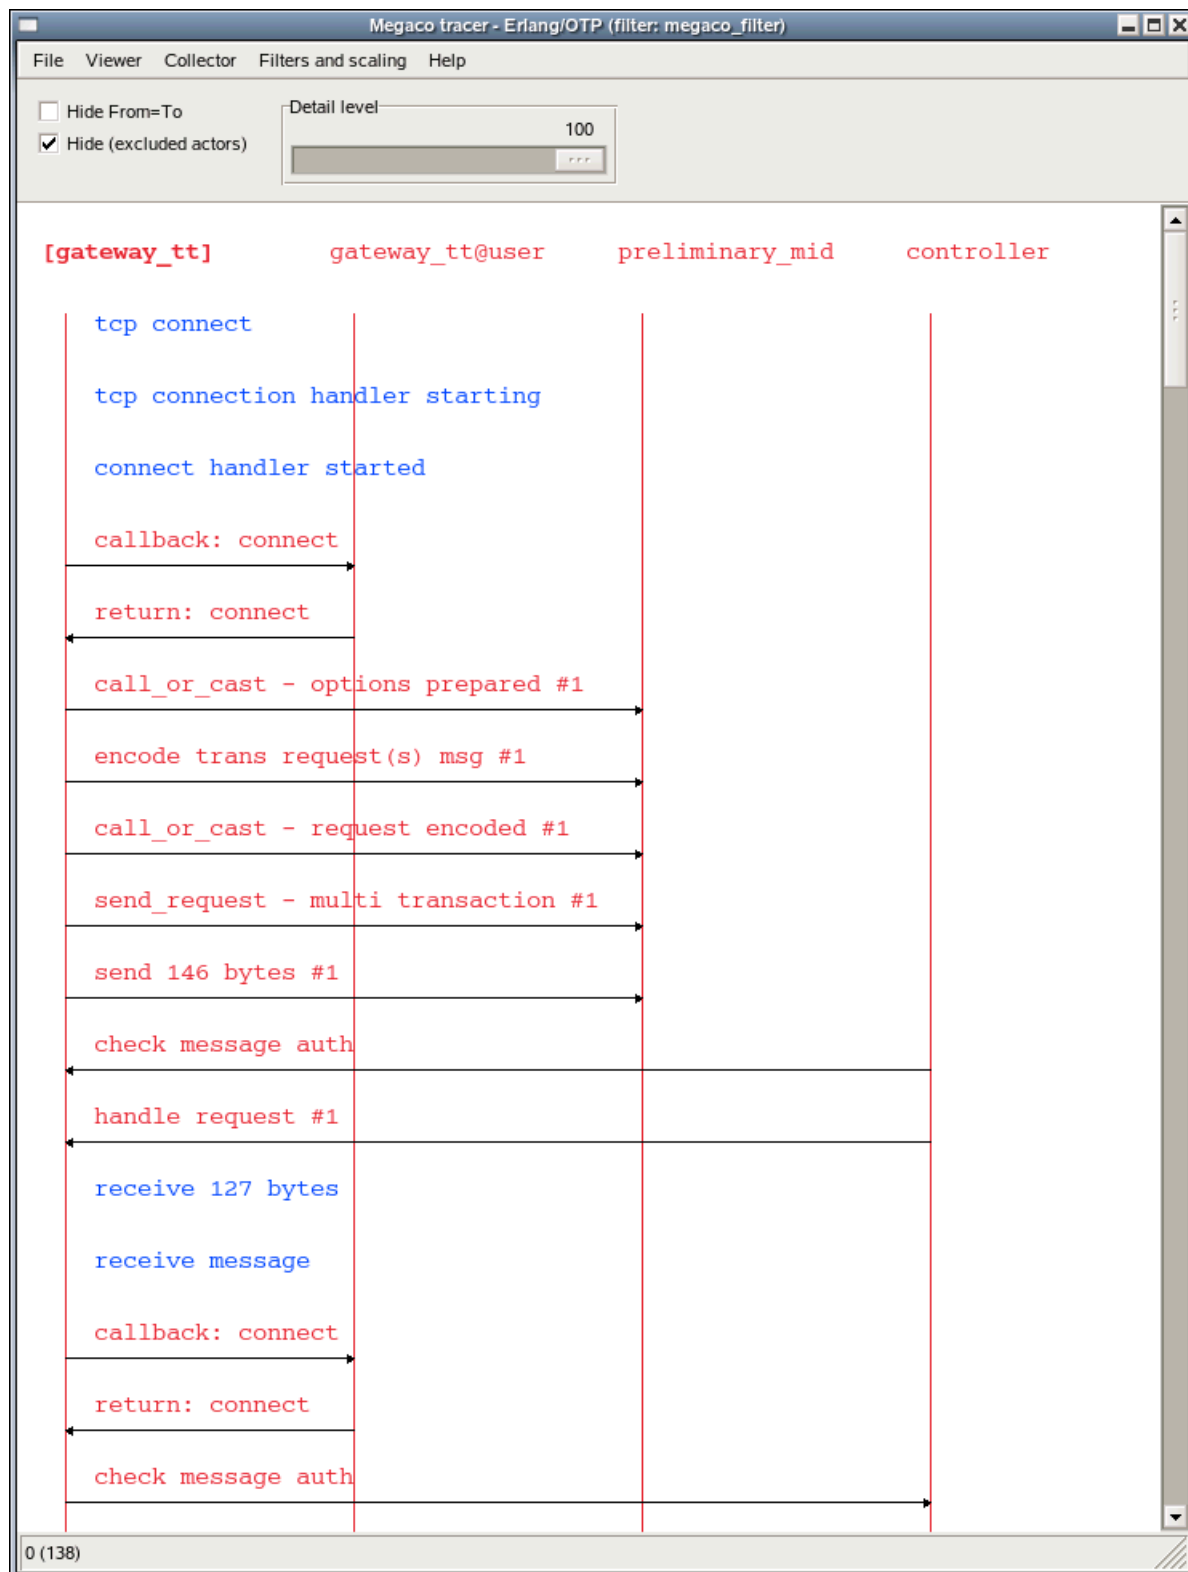 Megaco tracer - Erlang/OTP (filter: megaco_filter)
File Viewer Collector Filters and scaling Help
Hide From=To
Detail level
100
Hide (excluded actors)
[gateway_tt] gateway_tt@user preliminary_mid controller
tcp connect
tcp connection handler starting
connect handler started
callback: connect
return: connect
call_or_cast - options prepared #1
encode trans request(s) msg #1
call_or_cast - request encoded #1
send_request - multi transaction #1
send 146 bytes #1
check message auth
handle request #1
receive 127 bytes
receive message
callback: connect
return: connect
check message auth
0 (138)